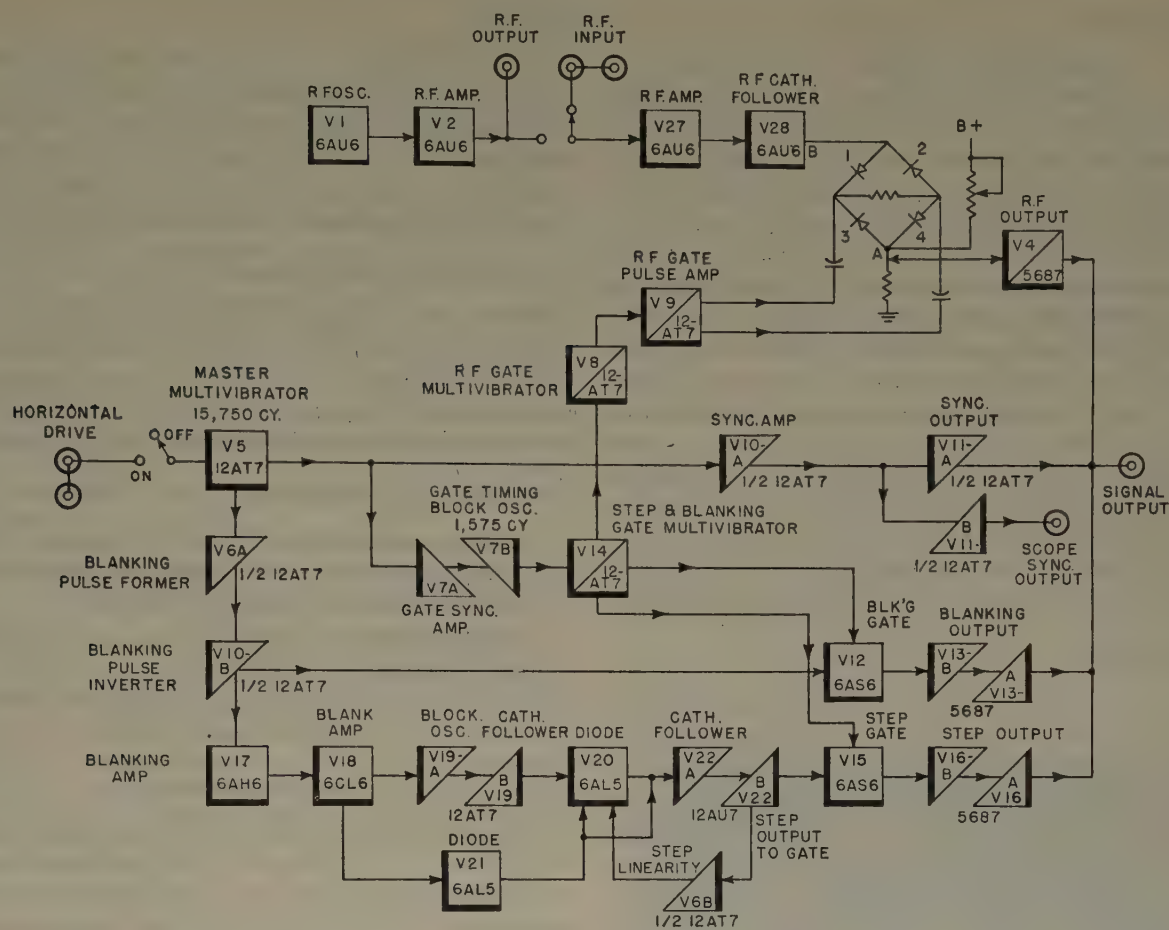 R.F. OUTPUT
R.F. INPUT
R FOSC.
V 1
6AU6
R.F. AMP.
V 2
6AU6
R F. AMP.
V27
6AU6
R F CATH. FOLLOWER
V28
6AU6
B
1
2
3
4
A
B+
R.F OUTPUT
V4
5687
R F GATE PULSE AMP
V 9
12-AT7
R F GATE MULTIVIBRATOR
V8
12-AT7
MASTER MULTIVIBRATOR
15,750 CY.
HORIZONTAL DRIVE
OFF
ON
V 5
12AT7
SYNC. AMP
V10-A
1/2 12AT7
SYNC. OUTPUT
V11-A
1/2 12AT7
SIGNAL OUTPUT
B
V11-
1/2 12AT7
SCOPE SYNC. OUTPUT
GATE TIMING BLOCK OSC.
1,575 CY
V7B
V7A
GATE SYNC. AMP.
STEP & BLANKING GATE MULTIVIBRATOR
V14
12-AT7
BLANKING PULSE FORMER
V6A
1/2 12AT7
BLANKING PULSE INVERTER
V10-B
1/2 12AT7
BLK'G GATE
V12
6AS6
BLANKING OUTPUT
V13-B
A
V13-
5687
BLANKING AMP
V17
6AH6
BLANK AMP
V18
6CL6
BLOCK. OSC.
V19-A
CATH. FOLLOWER
B
V19
12AT7
DIODE
V20
6AL5
CATH. FOLLOWER
V22
A
B
V22
12AU7
STEP GATE
V15
6AS6
STEP OUTPUT
V16-B
A
V16
5687
DIODE
V21
6AL5
STEP LINEARITY
V6B
1/2 12AT7
STEP OUTPUT TO GATE